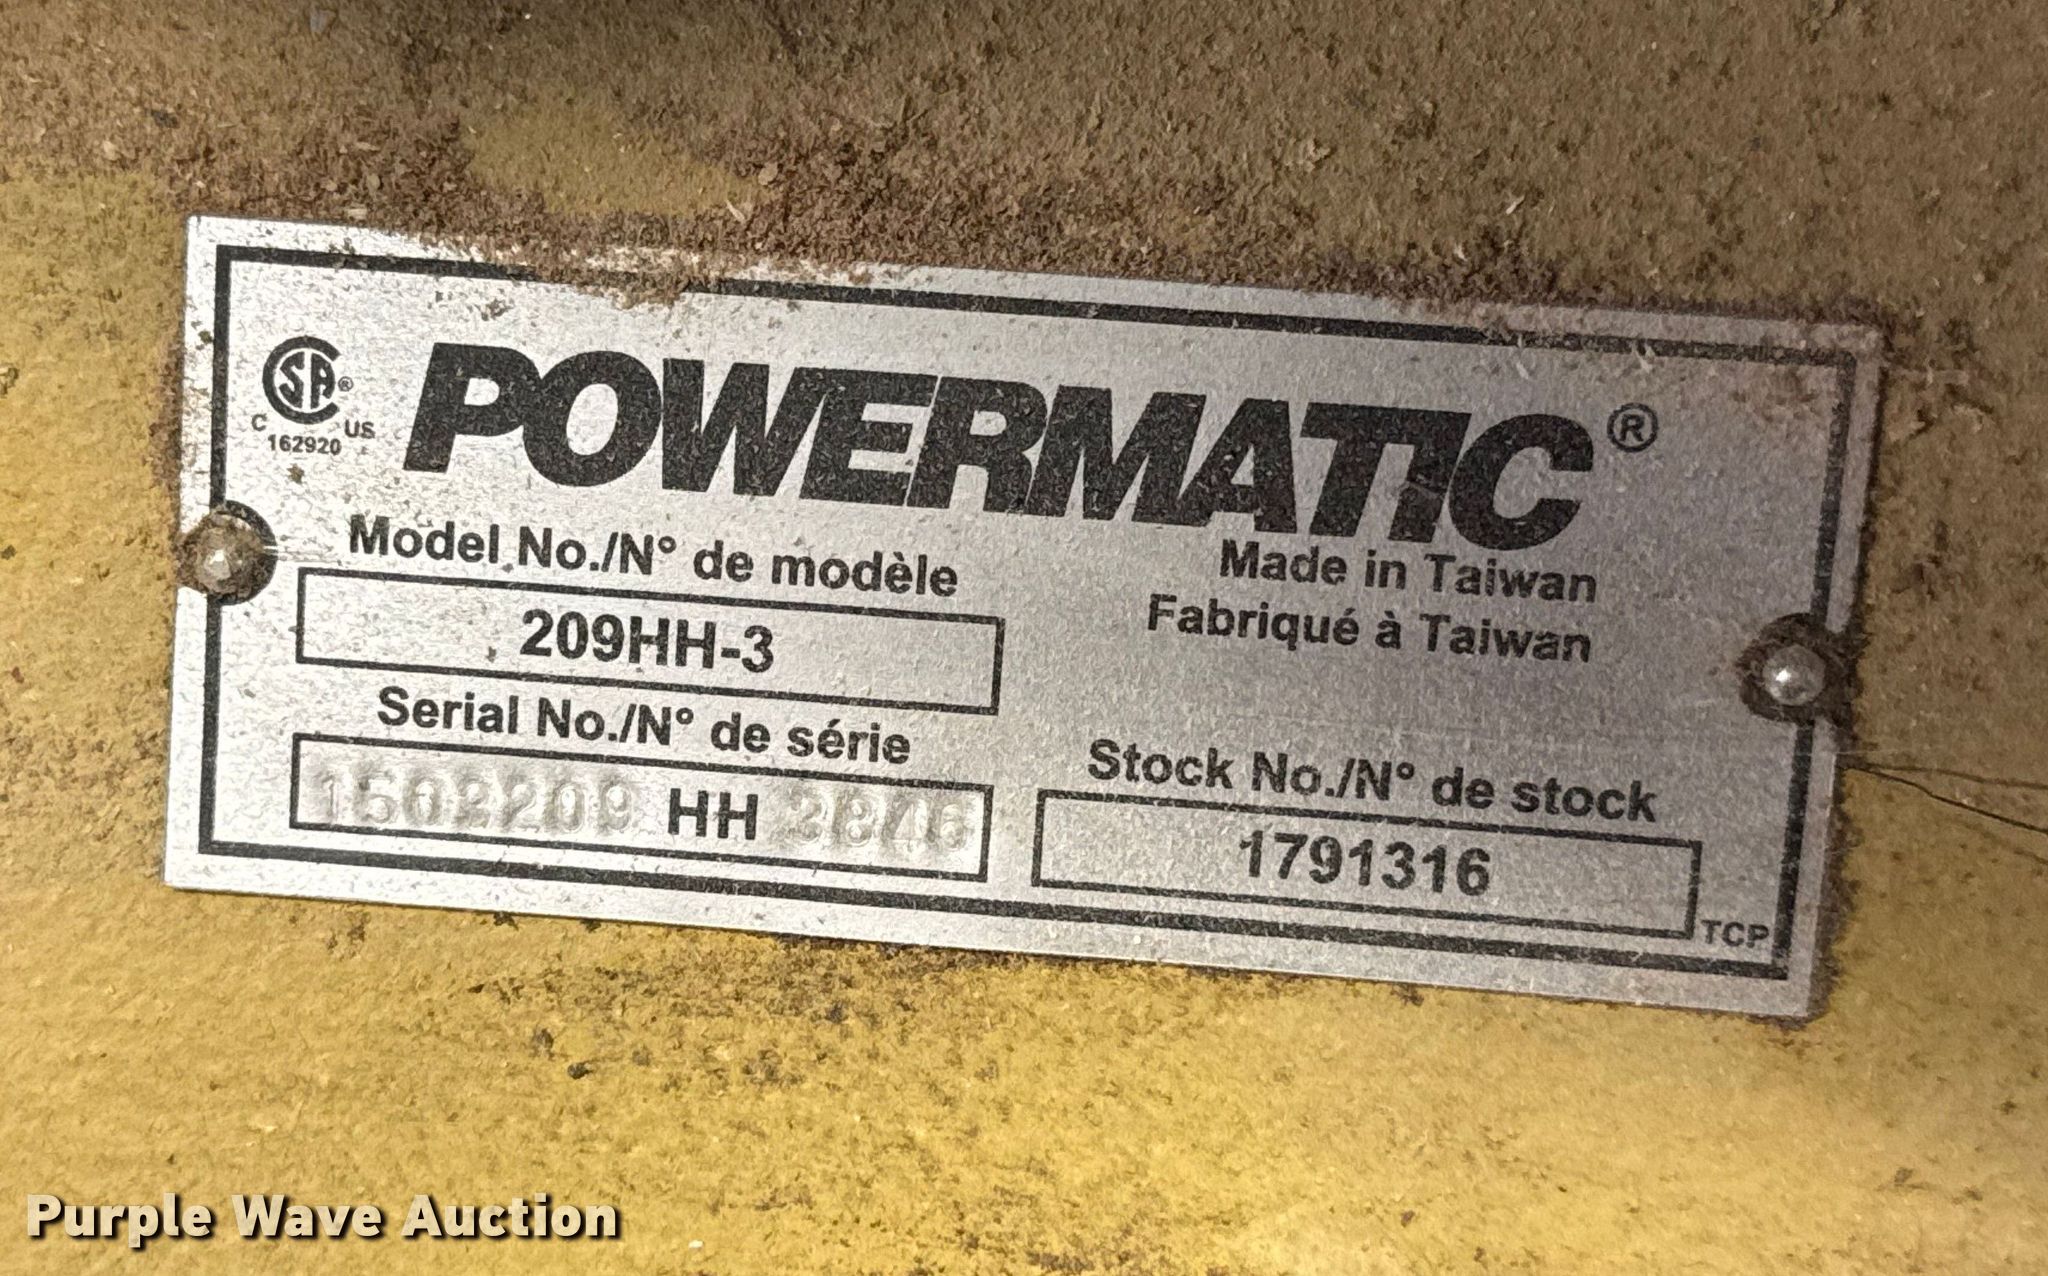 POWERMATIC®
CSA®
C US
162920
Model No./N° de modèle
209HH-3
Made in Taiwan
Fabriqué à Taiwan
Serial No./N° de série
HH
Stock No./N° de stock
1791316
TCP
Purple Wave Auction